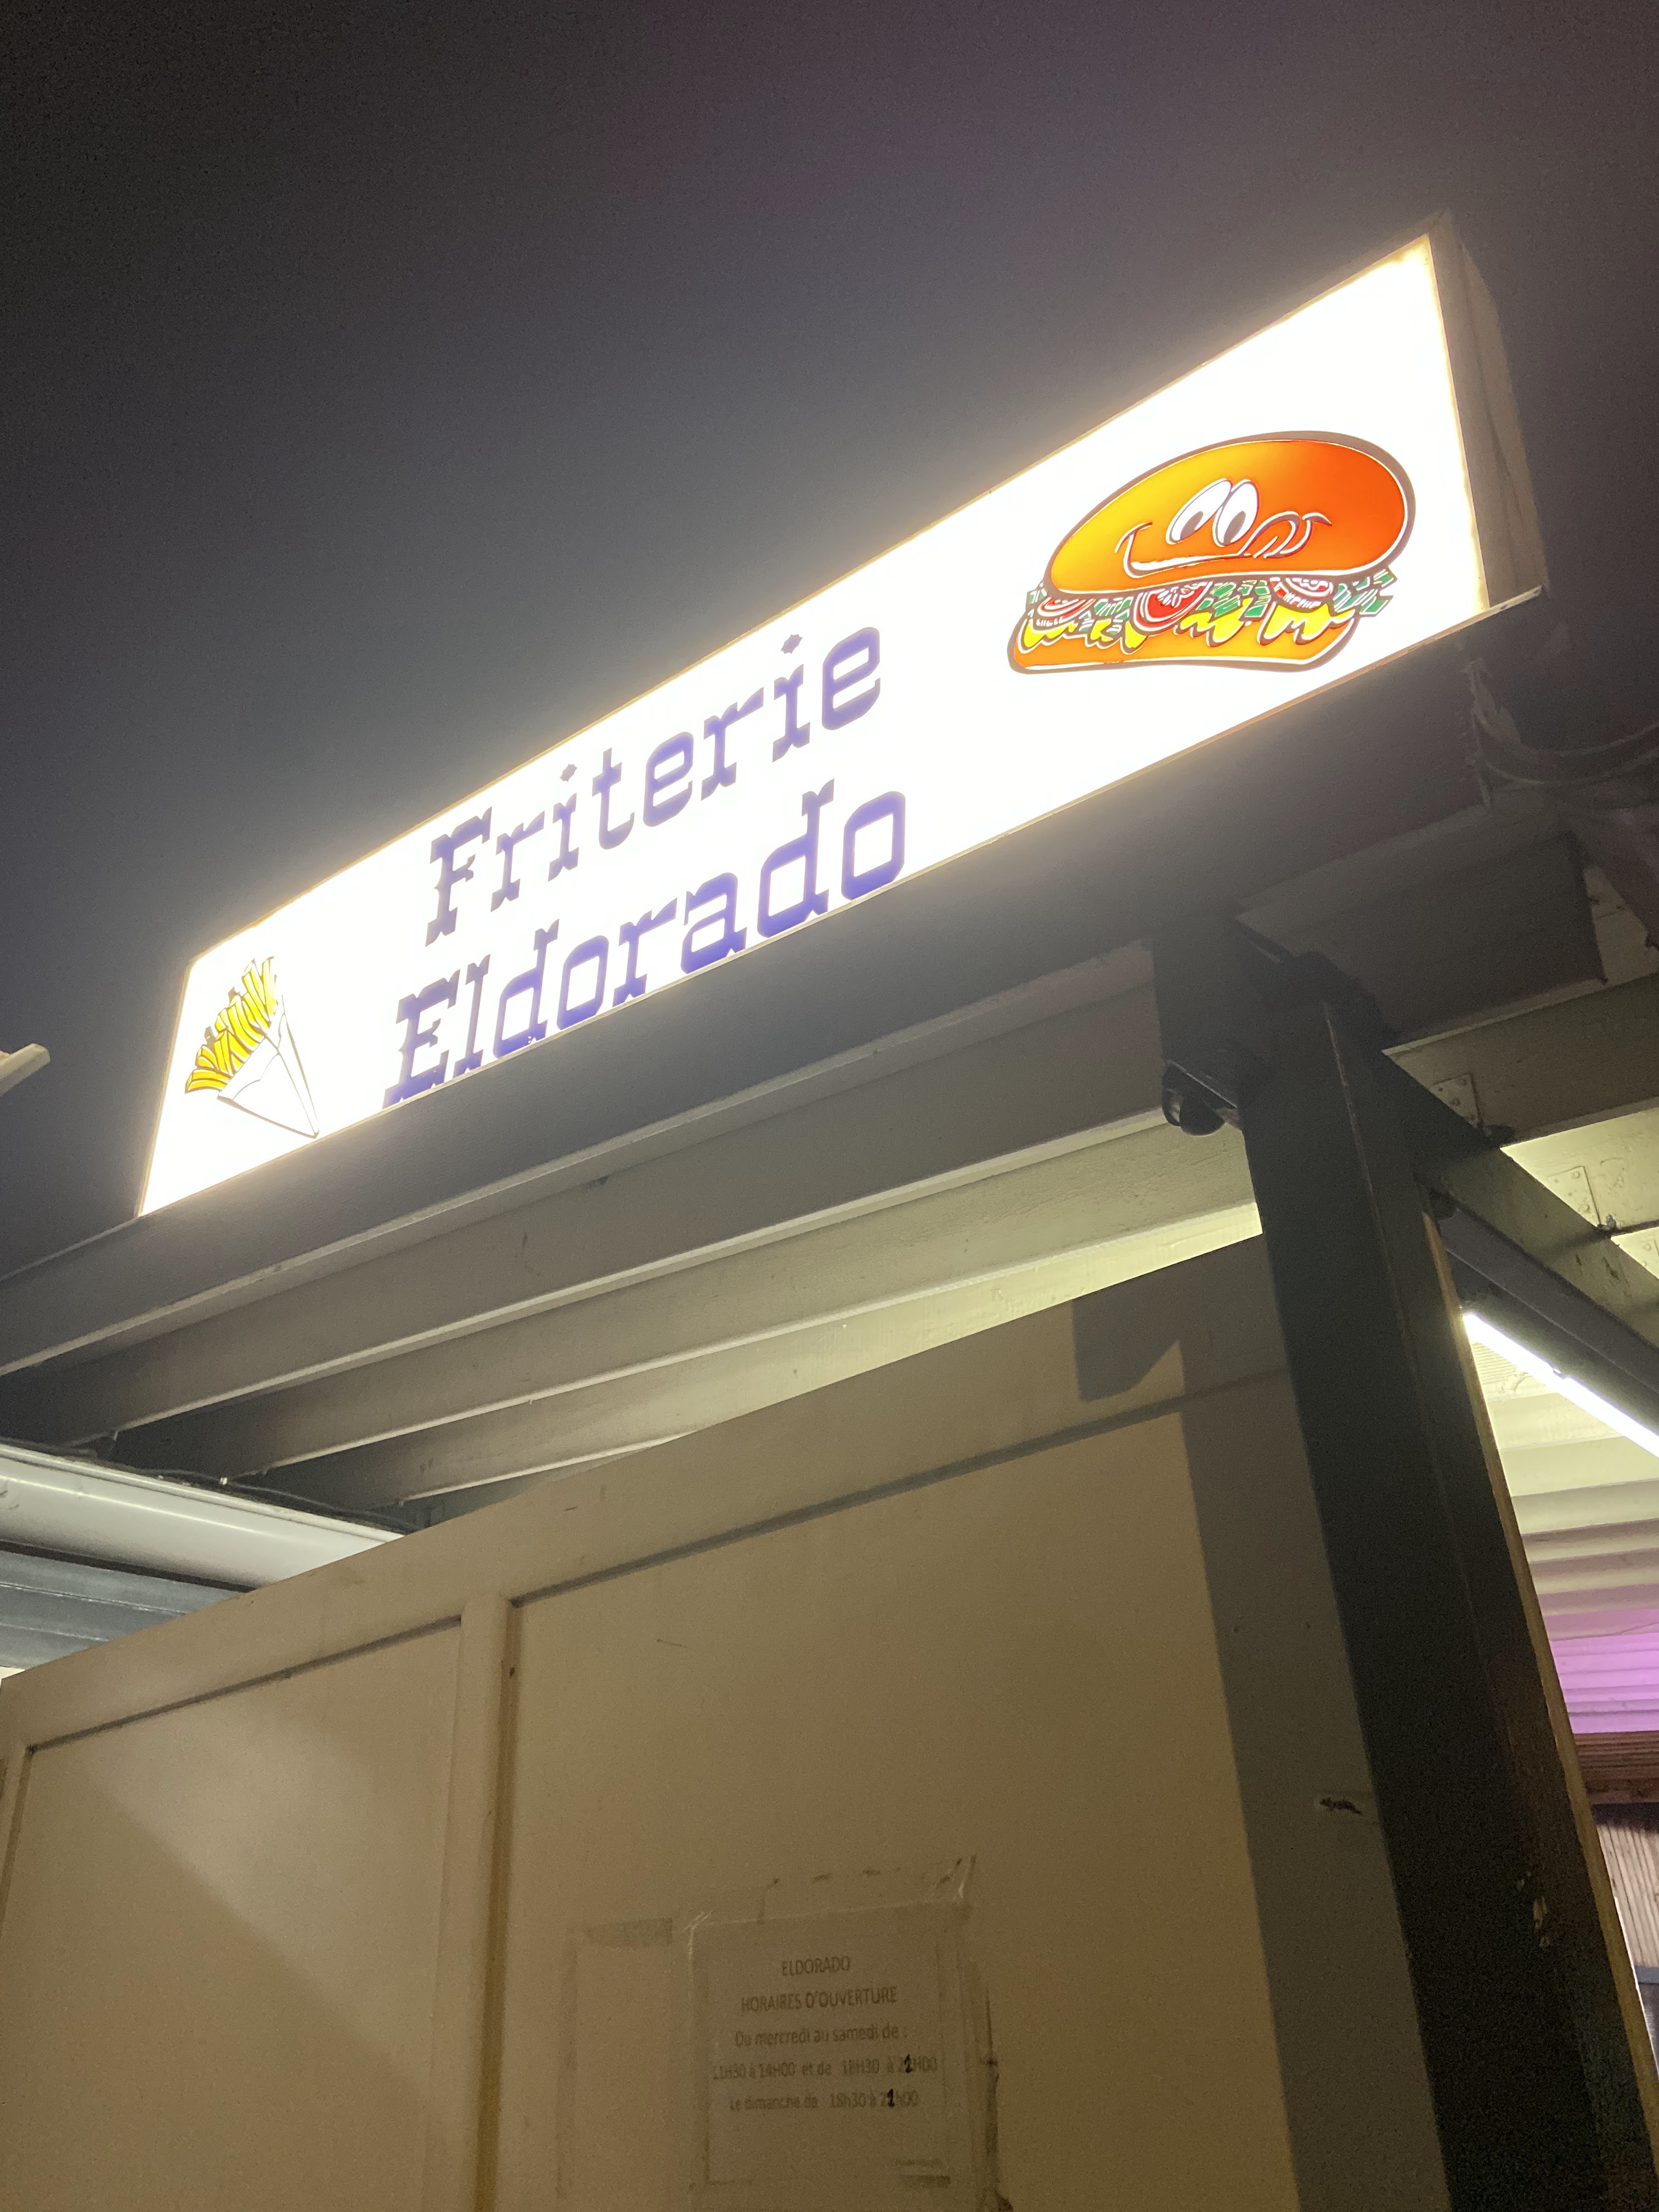 Friterie
Eldorado
ELDORADO
HORAIRES D'OUVERTURE
Du mercredi au samedi de :
11H30 à 14H00 et de 18H30 à 21H00
Le dimanche de 18h30 à 21h00